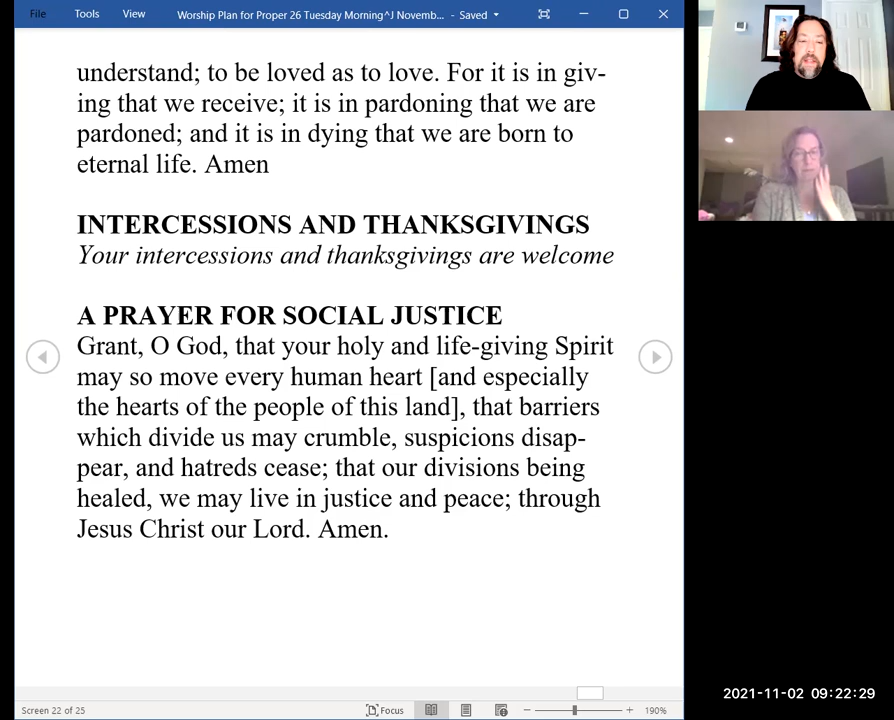 File Tools View Worship Plan for Proper 26 Tuesday Morning^J Novemb... - Saved
understand; to be loved as to love. For it is in giv-
ing that we receive; it is in pardoning that we are
pardoned; and it is in dying that we are born to
eternal life. Amen
INTERCESSIONS AND THANKSGIVINGS
Your intercessions and thanksgivings are welcome
A PRAYER FOR SOCIAL JUSTICE
Grant, O God, that your holy and life-giving Spirit
may so move every human heart [and especially
the hearts of the people of this land], that barriers
which divide us may crumble, suspicions disap-
pear, and hatreds cease; that our divisions being
healed, we may live in justice and peace; through
Jesus Christ our Lord. Amen.
2021-11-02 09:22:29
Screen 22 of 25 Focus 190%